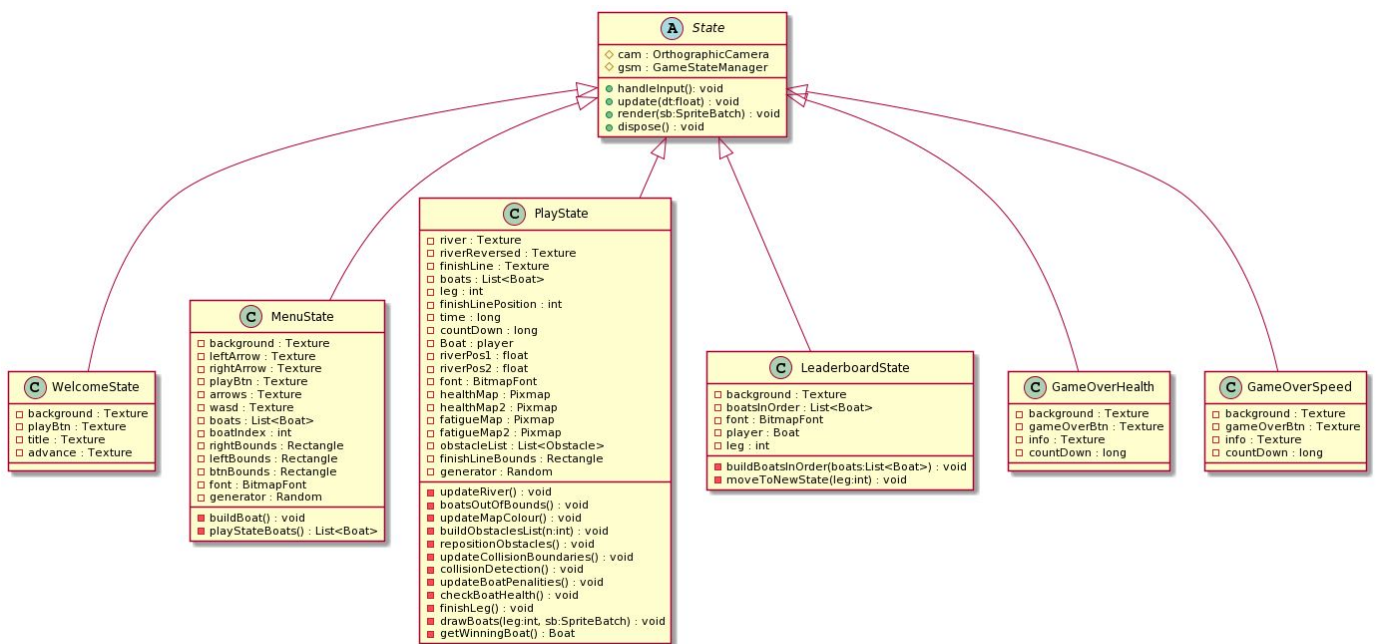 A State
cam : OrthographicCamera
gsm : GameStateManager
handleInput(): void
update(dt:float) : void
render(sb:SpriteBatch) : void
dispose() : void
C WelcomeState
background : Texture
playBtn : Texture
title : Texture
advance : Texture
C MenuState
background : Texture
leftArrow : Texture
rightArrow : Texture
playBtn : Texture
arrows : Texture
wasd : Texture
boats : List<Boat>
boatIndex : int
rightBounds : Rectangle
leftBounds : Rectangle
btnBounds : Rectangle
font : BitmapFont
generator : Random
buildBoat() : void
playStateBoats() : List<Boat>
C PlayState
river : Texture
riverReversed : Texture
finishLine : Texture
boats : List<Boat>
leg : int
finishLinePosition : int
time : long
countDown : long
Boat : player
riverPos1 : float
riverPos2 : float
font : BitmapFont
healthMap : Pixmap
healthMap2 : Pixmap
fatigueMap : Pixmap
fatigueMap2 : Pixmap
obstacleList : List<Obstacle>
finishLineBounds : Rectangle
generator : Random
updateRiver() : void
boatsOutOfBounds() : void
updateMapColour() : void
buildObstaclesList(n:int) : void
repositionObstacles() : void
updateCollisionBoundaries() : void
collisionDetection() : void
updateBoatPenalities() : void
checkBoatHealth() : void
finishLeg() : void
drawBoats(leg:int, sb:SpriteBatch) : void
getWinningBoat() : Boat
C LeaderboardState
background : Texture
boatsInOrder : List<Boat>
font : BitmapFont
player : Boat
leg : int
buildBoatsInOrder(boats:List<Boat>) : void
moveToNewState(leg:int) : void
C GameOverHealth
background : Texture
gameOverBtn : Texture
info : Texture
countDown : long
C GameOverSpeed
background : Texture
gameOverBtn : Texture
info : Texture
countDown : long